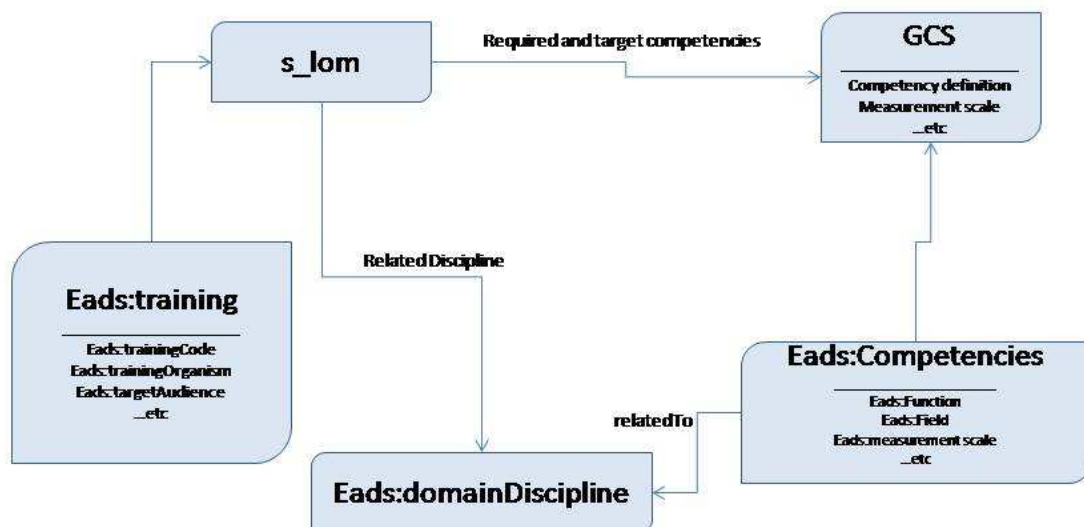 s_lom
Required and target competencies
GCS
Competency definition
Measurement scale
...etc
Related Discipline
Eads:training
Eads:trainingCode
Eads:trainingOrganism
Eads:targetAudience
...etc
Eads:Competencies
Eads:Function
Eads:Field
Eads:measurement scale
...etc
relatedTo
Eads:domainDiscipline